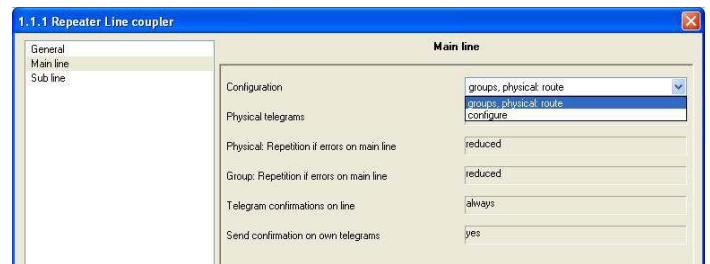 1.1.1 Repeater Line coupler
General
Main line
Sub line
Main line
Configuration
groups, physical: route
groups, physical: route
configure
Physical telegrams
Physical: Repetition if errors on main line
reduced
Group: Repetition if errors on main line
reduced
Telegram confirmations on line
always
Send confirmation on own telegrams
yes